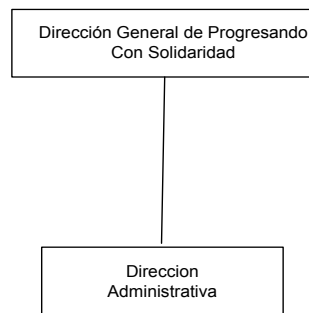 Dirección General de Progresando
Con Solidaridad
Direccion
Administrativa